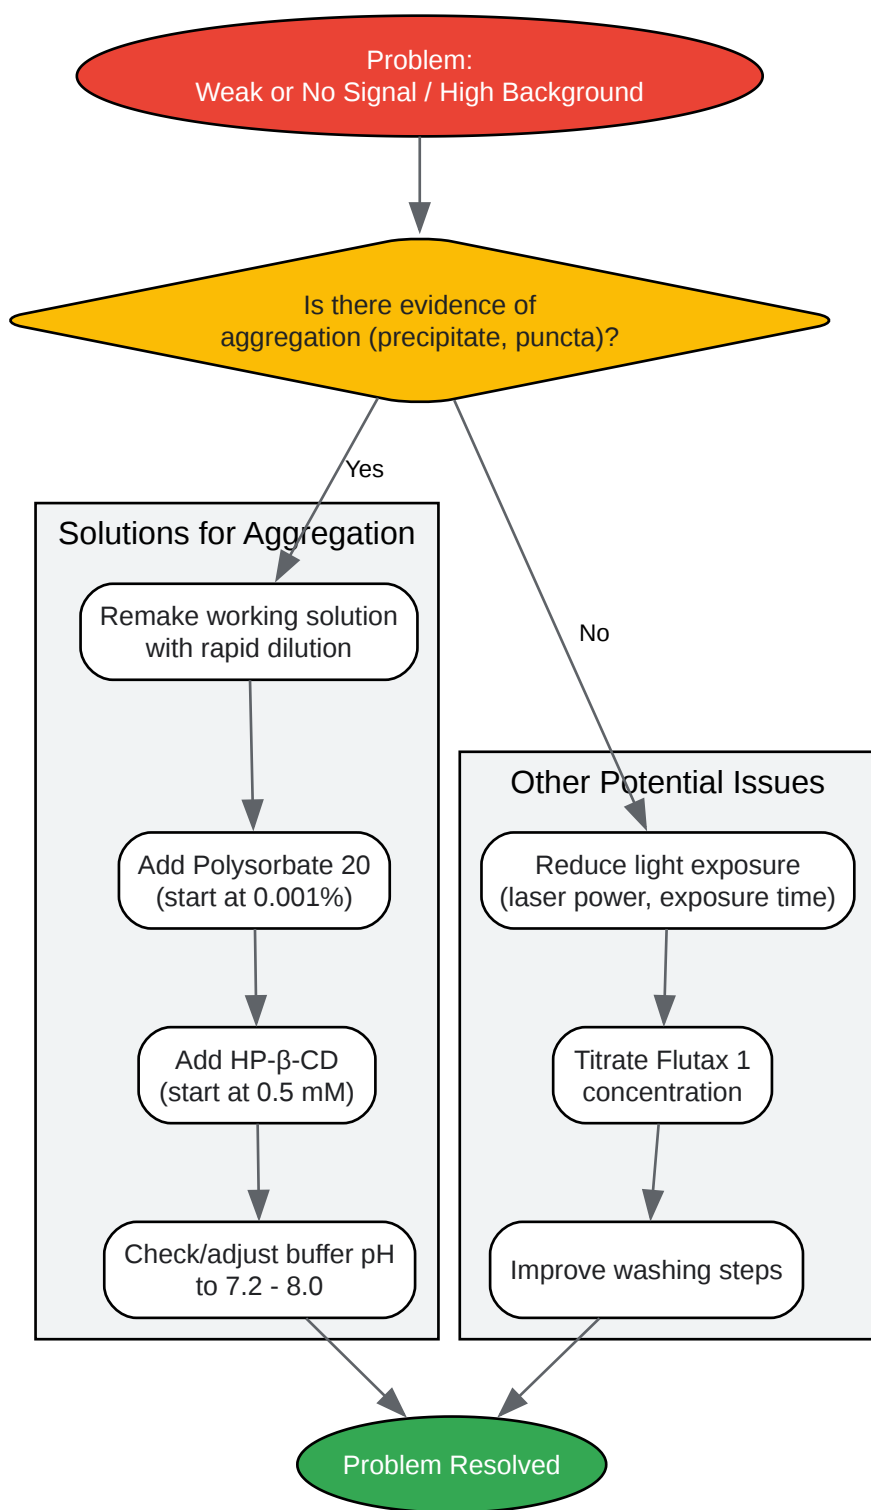 Problem:
Weak or No Signal / High Background
Is there evidence of
aggregation (precipitate, puncta)?
Yes
No
Solutions for Aggregation
Remake working solution
with rapid dilution
Add Polysorbate 20
(start at 0.001%)
Add HP-β-CD
(start at 0.5 mM)
Check/adjust buffer pH
to 7.2 - 8.0
Other Potential Issues
Reduce light exposure
(laser power, exposure time)
Titrate Flutax 1
concentration
Improve washing steps
Problem Resolved